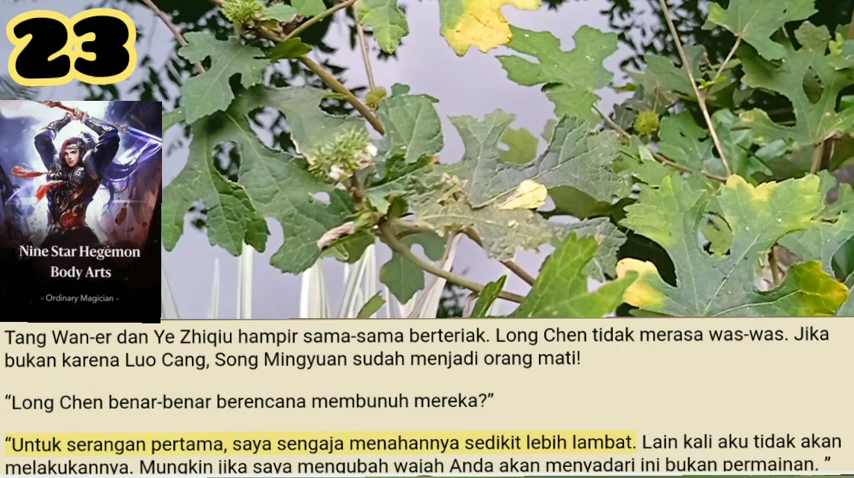 23
Nine Star Hegemon
Body Arts
- Ordinary Magician -
Tang Wan-er dan Ye Zhiqiu hampir sama-sama berteriak. Long Chen tidak merasa was-was. Jika
bukan karena Luo Cang, Song Mingyuan sudah menjadi orang mati!
“Long Chen benar-benar berencana membunuh mereka?”
“Untuk serangan pertama, saya sengaja menahannya sedikit lebih lambat. Lain kali aku tidak akan
melakukannya. Mungkin jika saya mengubah wajah Anda akan menyadari ini bukan permainan. ”